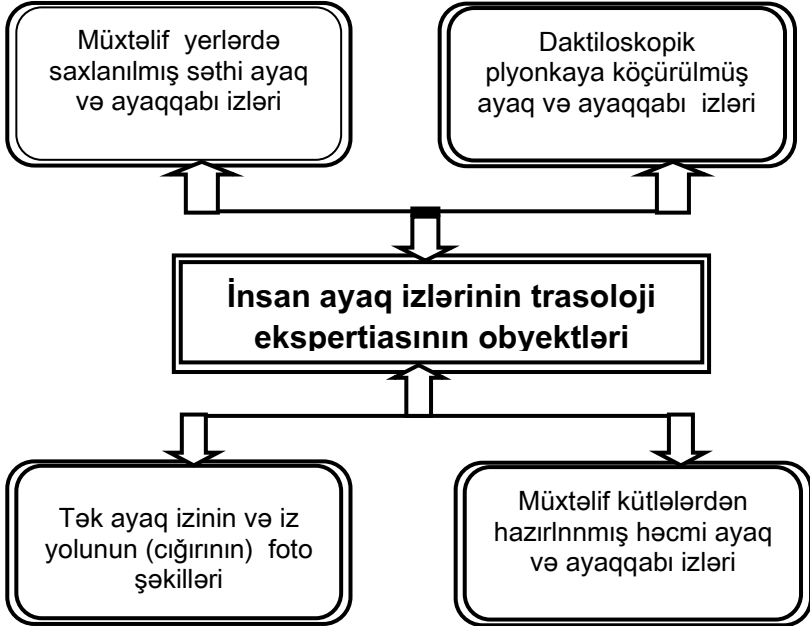 Müxtəlif yerlərdə
saxlanılmış səthi ayaq
və ayaqqabı izləri
Daktiloskopik
plyonkaya köçürülmüş
ayaq və ayaqqabı izləri
İnsan ayaq izlərinin trasoloji
ekspertiasının obyektləri
Tək ayaq izinin və iz
yolunun (cığırının) foto
şəkilləri
Müxtəlif kütlələrdən
hazırlnnmış həcmi ayaq
və ayaqqabı izləri